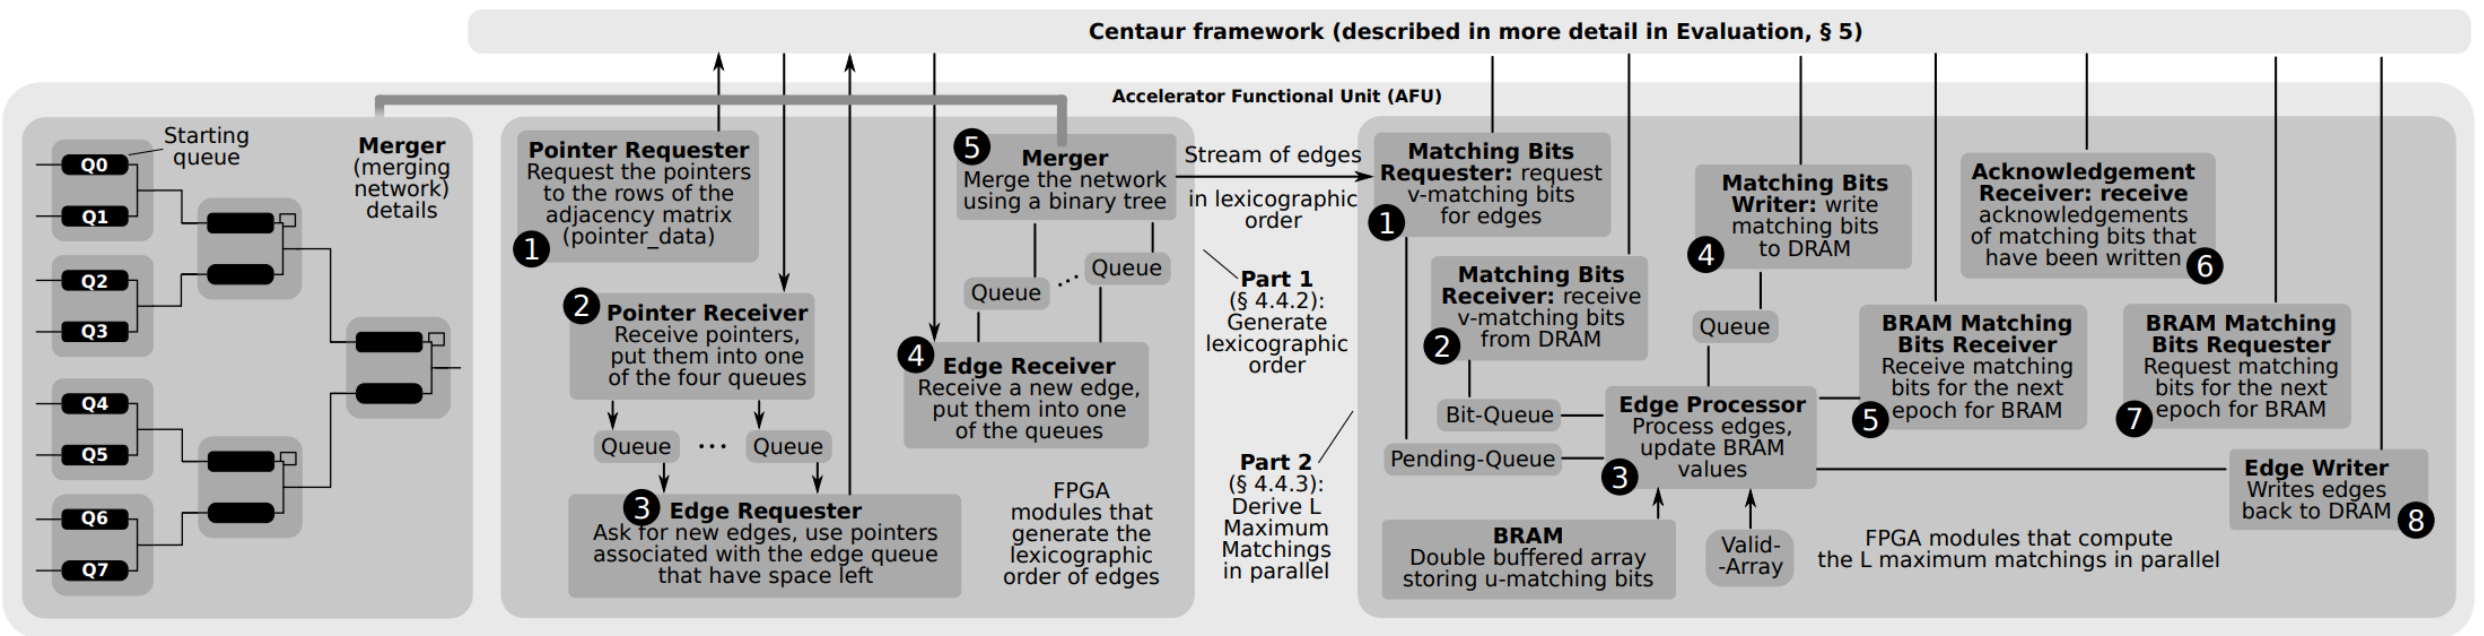 Centaur framework (described in more detail in Evaluation, § 5)
Accelerator Functional Unit (AFU)
Starting
queue
Q0
Q1
Q2
Q3
Q4
Q5
Q6
Q7
Merger
(merging
network)
details
1
Pointer Requester
Request the pointers
to the rows of the
adjacency matrix
(pointer_data)
2
Pointer Receiver
Receive pointers,
put them into one
of the four queues
Queue
...
Queue
3
Edge Requester
Ask for new edges, use pointers
associated with the edge queue
that have space left
5
Merger
Merge the network
using a binary tree
Queue
...
Queue
4
Edge Receiver
Receive a new edge,
put them into one
of the queues
FPGA
modules that
generate the
lexicographic
order of edges
Stream of edges
in lexicographic
order
Part 1
(§ 4.4.2):
Generate
lexicographic
order
Part 2
(§ 4.4.3):
Derive L
Maximum
Matchings
in parallel
1
Matching Bits
Requester: request
v-matching bits
for edges
2
Matching Bits
Receiver: receive
v-matching bits
from DRAM
Bit-Queue
Pending-Queue
3
Edge Processor
Process edges,
update BRAM
values
BRAM
Double buffered array
storing u-matching bits
Valid-
-Array
4
Matching Bits
Writer: write
matching bits
to DRAM
Queue
5
BRAM Matching
Bits Receiver
Receive matching
bits for the next
epoch for BRAM
Acknowledgement
Receiver: receive
acknowledgements
of matching bits that
have been written
6
7
BRAM Matching
Bits Requester
Request matching
bits for the next
epoch for BRAM
Edge Writer
Writes edges
back to DRAM
8
FPGA modules that compute
the L maximum matchings in parallel